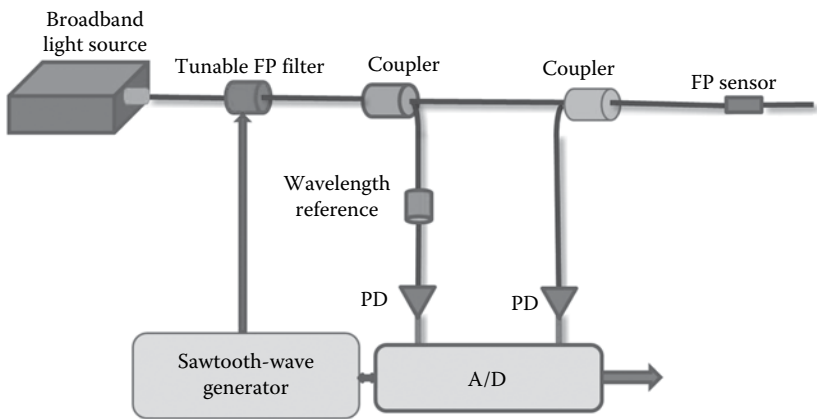 Broadband
light source
Tunable FP filter
Coupler
Coupler
FP sensor
Wavelength
reference
PD
PD
Sawtooth-wave
generator
A/D